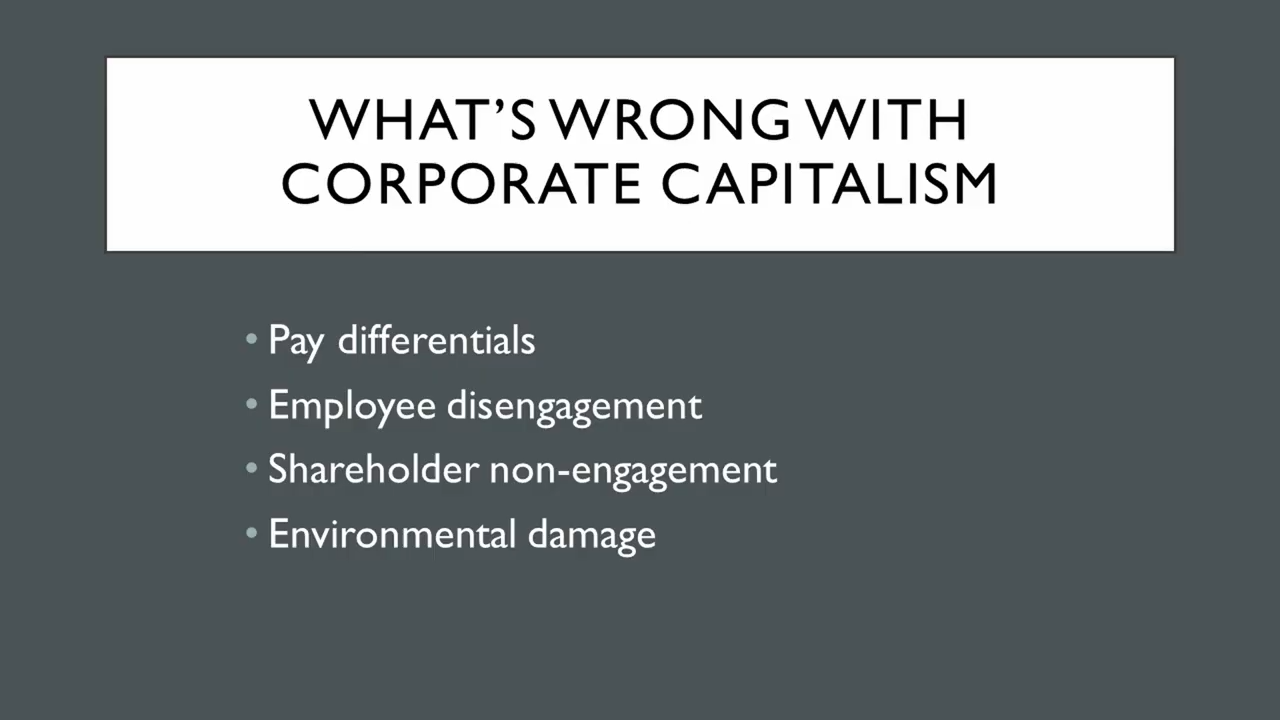 WHAT’S WRONG WITH
CORPORATE CAPITALISM
• Pay differentials
• Employee disengagement
• Shareholder non-engagement
• Environmental damage